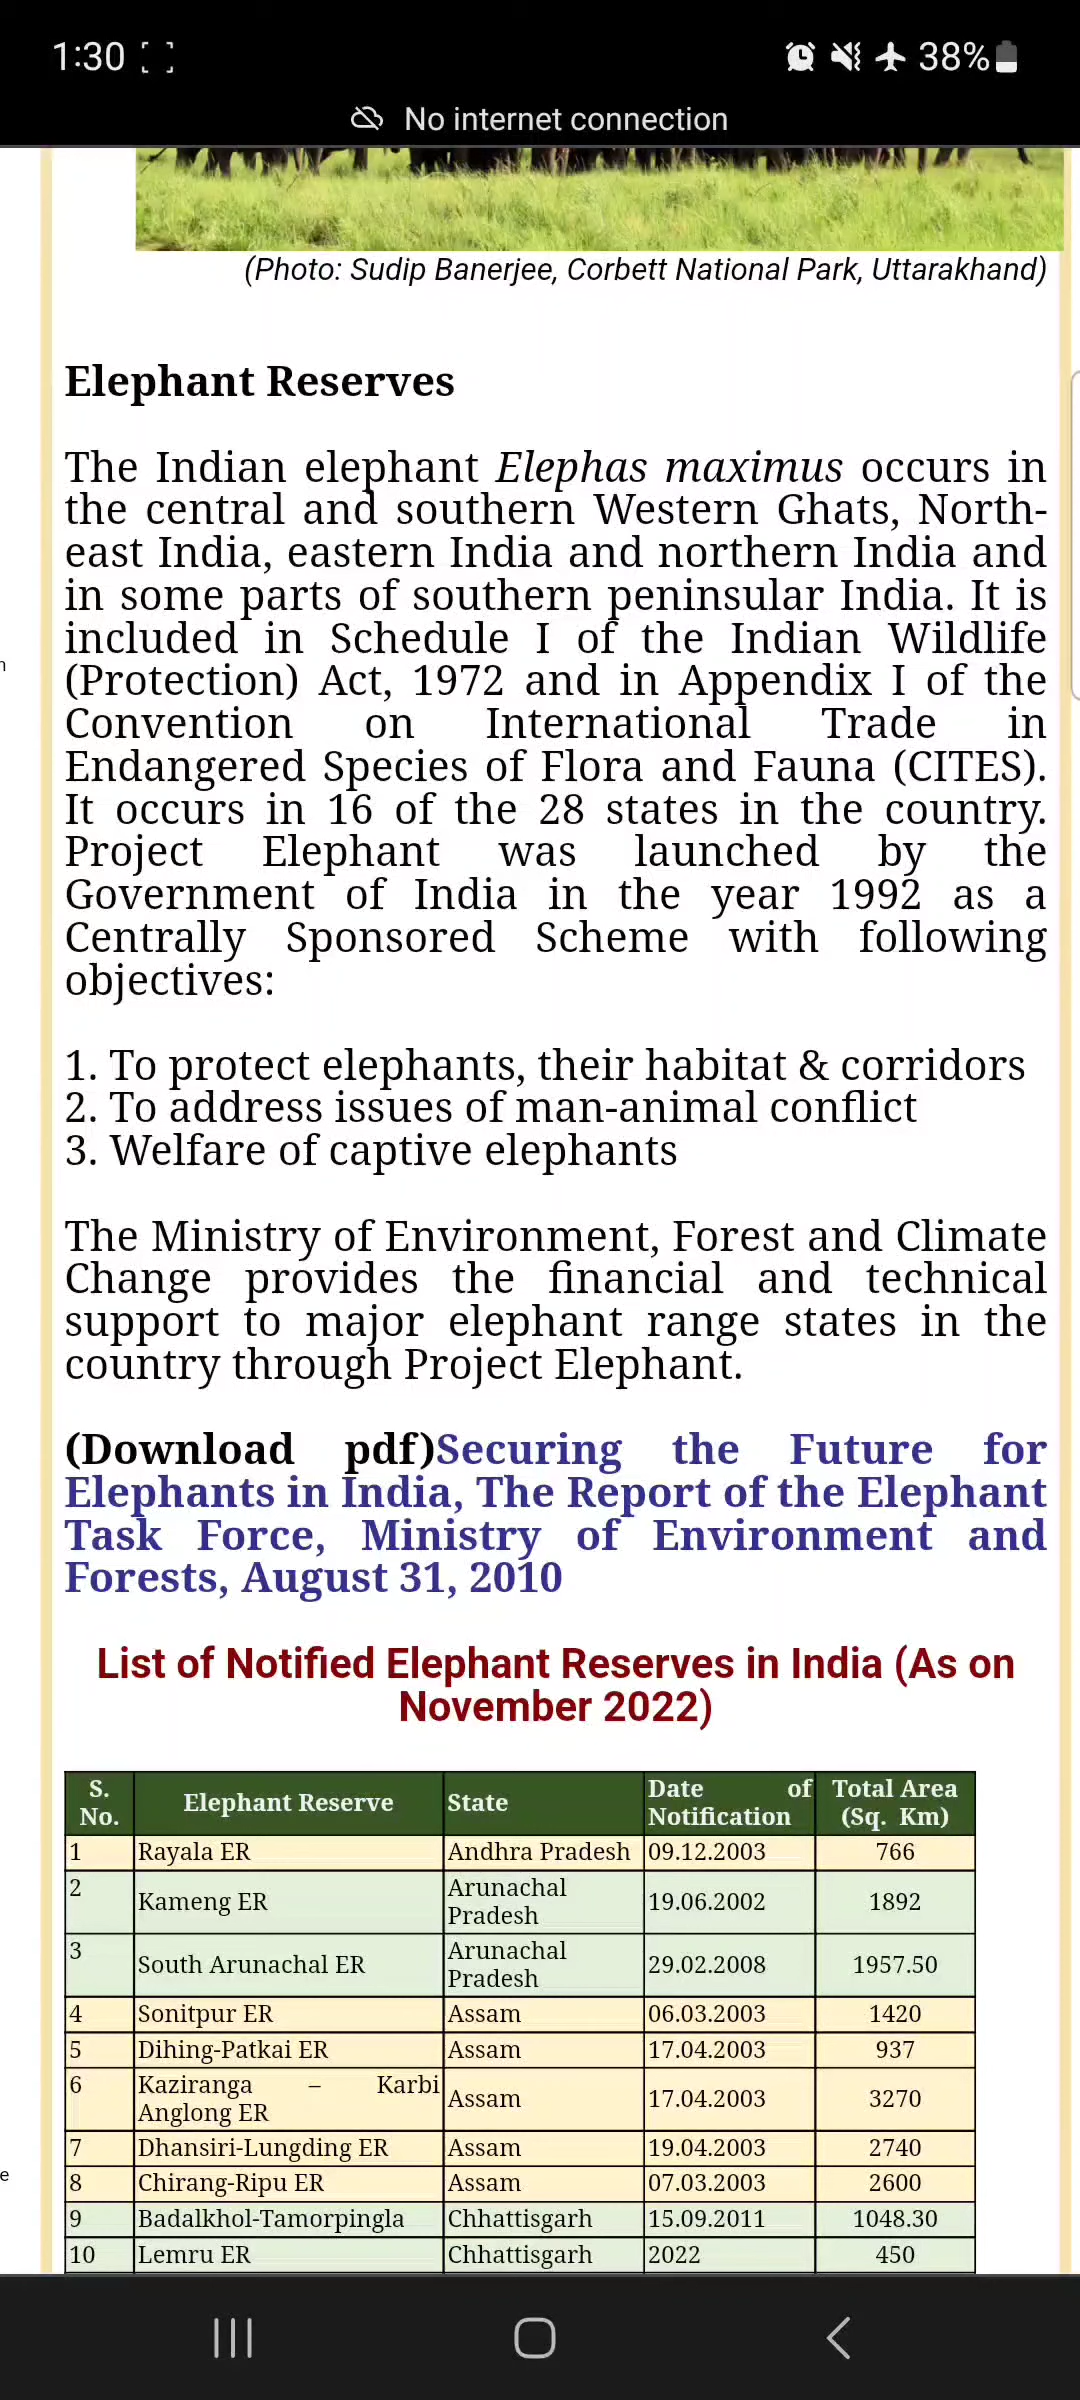 1:30
38%
No internet connection
(Photo: Sudip Banerjee, Corbett National Park, Uttarakhand)
Elephant Reserves
The Indian elephant Elephas maximus occurs in
the central and southern Western Ghats, North-
east India, eastern India and northern India and
in some parts of southern peninsular India. It is
included in Schedule I of the Indian Wildlife
(Protection) Act, 1972 and in Appendix I of the
Convention on International Trade in
Endangered Species of Flora and Fauna (CITES).
It occurs in 16 of the 28 states in the country.
Project Elephant was launched by the
Government of India in the year 1992 as a
Centrally Sponsored Scheme with following
objectives:
1. To protect elephants, their habitat & corridors
2. To address issues of man-animal conflict
3. Welfare of captive elephants
The Ministry of Environment, Forest and Climate
Change provides the financial and technical
support to major elephant range states in the
country through Project Elephant.
(Download pdf)Securing the Future for
Elephants in India, The Report of the Elephant
Task Force, Ministry of Environment and
Forests, August 31, 2010
List of Notified Elephant Reserves in India (As on
November 2022)
S. No. Elephant Reserve State Date of Notification Total Area (Sq. Km)
1 Rayala ER Andhra Pradesh 09.12.2003 766
2 Kameng ER Arunachal Pradesh 19.06.2002 1892
3 South Arunachal ER Arunachal Pradesh 29.02.2008 1957.50
4 Sonitpur ER Assam 06.03.2003 1420
5 Dihing-Patkai ER Assam 17.04.2003 937
6 Kaziranga – Karbi Anglong ER Assam 17.04.2003 3270
7 Dhansiri-Lungding ER Assam 19.04.2003 2740
8 Chirang-Ripu ER Assam 07.03.2003 2600
9 Badalkhol-Tamorpingla Chhattisgarh 15.09.2011 1048.30
10 Lemru ER Chhattisgarh 2022 450